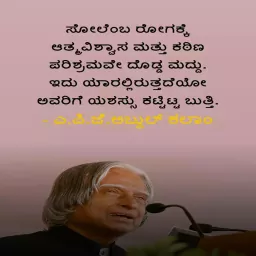 ಸೋಲೆಂಬ ರೋಗಕ್ಕೆ
ಆತ್ಮವಿಶ್ವಾಸ ಮತ್ತು ಕಠಿಣ
ಪರಿಶ್ರಮವೇ ದೊಡ್ಡ ಮದ್ದು.
ಇದು ಯಾರಲ್ಲಿರುತ್ತದೆಯೋ
ಅವರಿಗೆ ಯಶಸ್ಸು ಕಟ್ಟಿಟ್ಟ ಬುತ್ತಿ.
- ಎ.ಪಿ.ಜೆ ಅಬ್ದುಲ್ ಕಲಾಂ